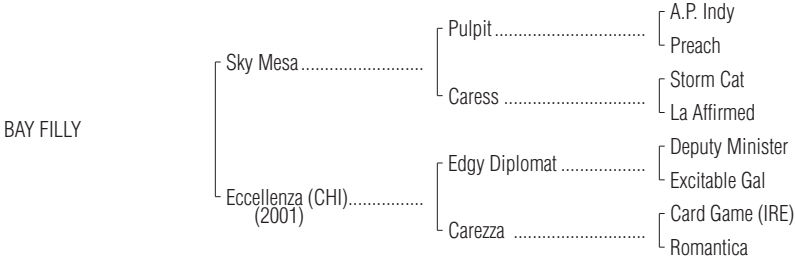 A.P. Indy
Pulpit
Preach
Sky Mesa
Storm Cat
Caress
La Affirmed
BAY FILLY
Deputy Minister
Edgy Diplomat
Excitable Gal
Eccellenza (CHI)
(2001)
Card Game (IRE)
Carezza
Romantica